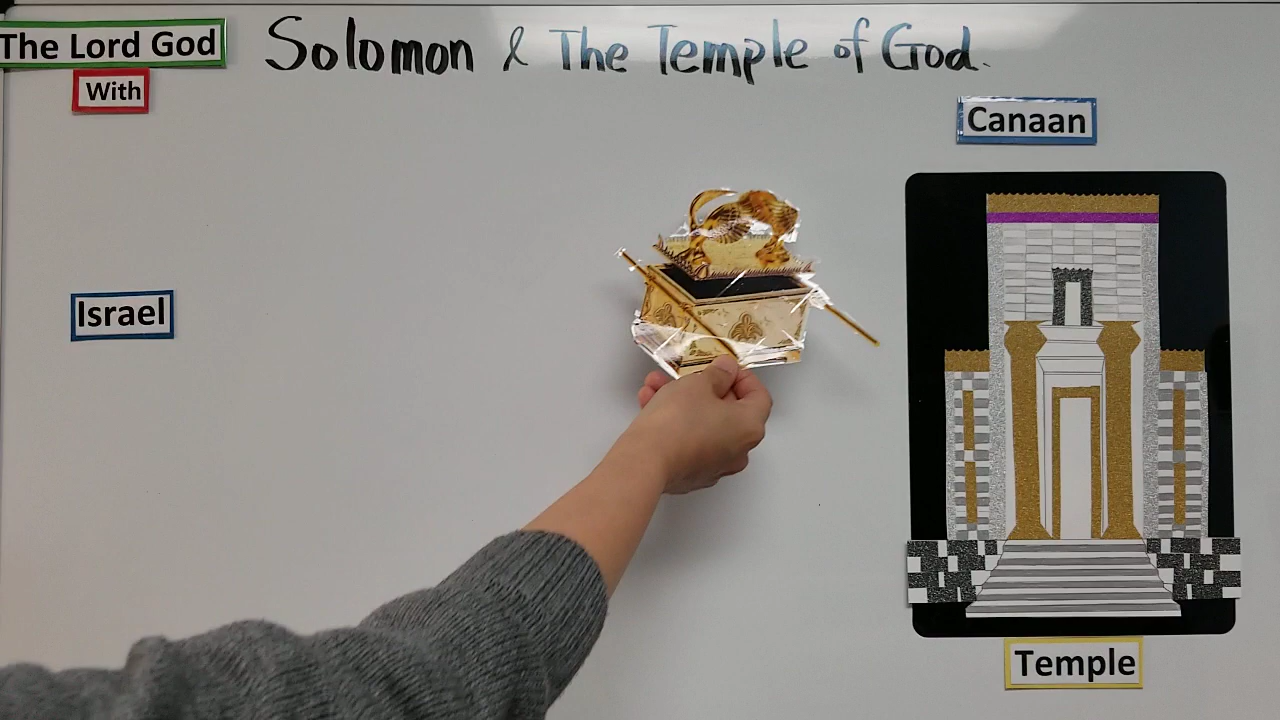 The Lord God
Solomon & The Temple of God.
With
Canaan
Israel
Temple